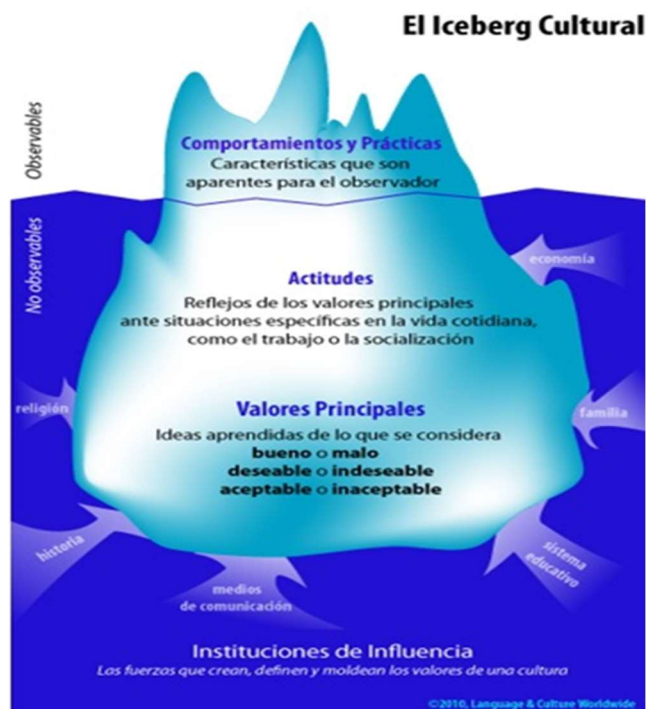 El Iceberg Cultural
Observables
Comportamientos y Prácticas
Características que son
aparentes para el observador
No observables
economía
Actitudes
Reflejos de los valores principales
ante situaciones específicas en la vida cotidiana,
como el trabajo o la socialización
religión
Valores Principales
familia
Ideas aprendidas de lo que se considera
bueno o malo
deseable o indeseable
aceptable o inaceptable
historia
sistema
educativo
medios
de comunicación
Instituciones de Influencia
Las fuerzas que crean, definen y moldean los valores de una cultura
©2010, Language & Culture Worldwide